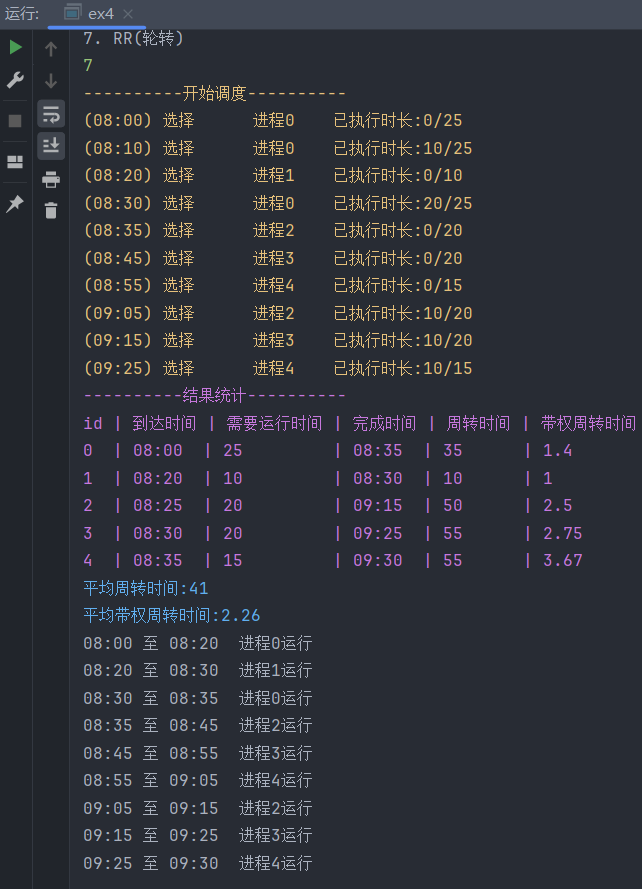 运行: ex4
7. RR(轮转)
7
----------开始调度----------
(08:00) 选择 进程0 已执行时长:0/25
(08:10) 选择 进程0 已执行时长:10/25
(08:20) 选择 进程1 已执行时长:0/10
(08:30) 选择 进程0 已执行时长:20/25
(08:35) 选择 进程2 已执行时长:0/20
(08:45) 选择 进程3 已执行时长:0/20
(08:55) 选择 进程4 已执行时长:0/15
(09:05) 选择 进程2 已执行时长:10/20
(09:15) 选择 进程3 已执行时长:10/20
(09:25) 选择 进程4 已执行时长:10/15
----------结果统计----------
id | 到达时间 | 需要运行时间 | 完成时间 | 周转时间 | 带权周转时间
0 | 08:00 | 25 | 08:35 | 35 | 1.4
1 | 08:20 | 10 | 08:30 | 10 | 1
2 | 08:25 | 20 | 09:15 | 50 | 2.5
3 | 08:30 | 20 | 09:25 | 55 | 2.75
4 | 08:35 | 15 | 09:30 | 55 | 3.67
平均周转时间:41
平均带权周转时间:2.26
08:00 至 08:20 进程0运行
08:20 至 08:30 进程1运行
08:30 至 08:35 进程0运行
08:35 至 08:45 进程2运行
08:45 至 08:55 进程3运行
08:55 至 09:05 进程4运行
09:05 至 09:15 进程2运行
09:15 至 09:25 进程3运行
09:25 至 09:30 进程4运行